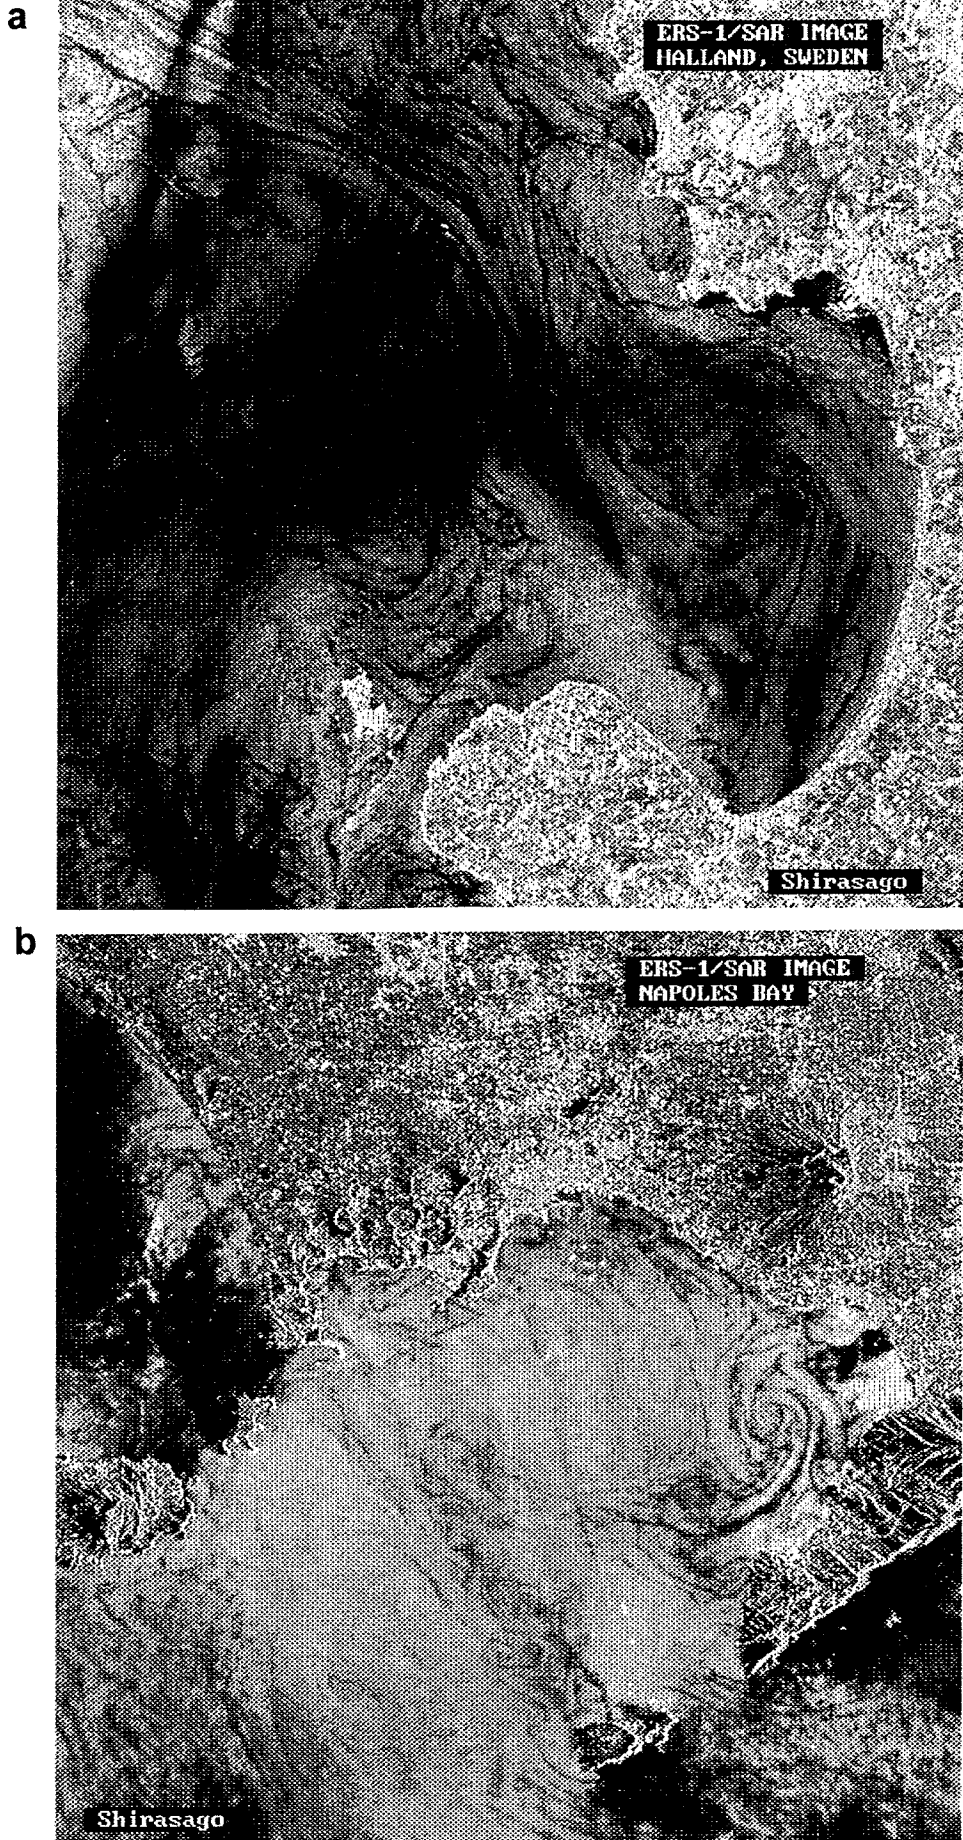 a
ERS-1/SAR IMAGE
HALLAND, SWEDEN
Shirasago
b
ERS-1/SAR IMAGE
NAPOLES BAY
Shirasago